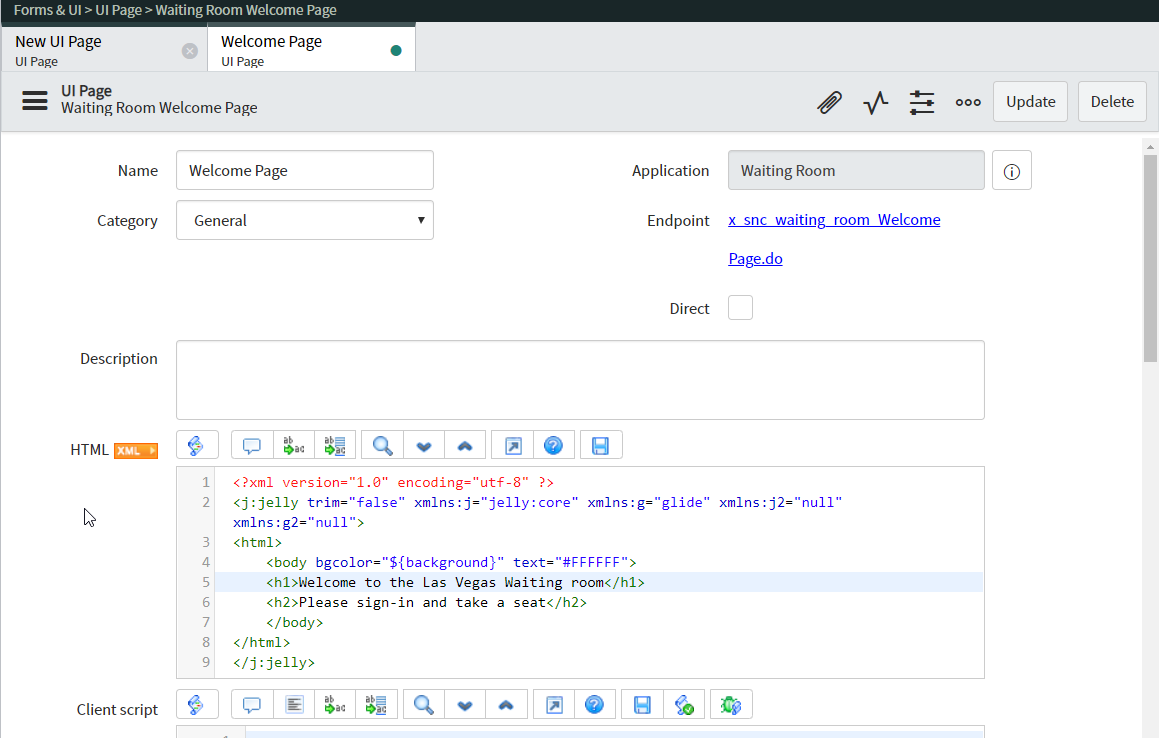 Forms & UI > UI Page > Waiting Room Welcome Page
New UI Page
UI Page
Welcome Page
UI Page
UI Page
Waiting Room Welcome Page
Update
Delete
Name
Welcome Page
Application
Waiting Room
Category
General
Endpoint
x_snc_waiting_room_Welcome
Page.do
Direct
Description
HTML XML
1 <?xml version="1.0" encoding="utf-8" ?>
2 <j:jelly trim="false" xmlns:j="jelly:core" xmlns:g="glide" xmlns:j2="null"
xmlns:g2="null">
3 <html>
4 <body bgcolor="${background}" text="#FFFFFF">
5 <h1>Welcome to the Las Vegas Waiting room</h1>
6 <h2>Please sign-in and take a seat</h2>
7 </body>
8 </html>
9 </j:jelly>
Client script